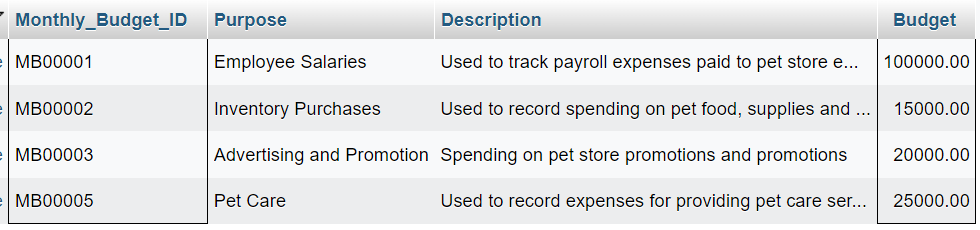 Monthly_Budget_ID Purpose Description Budget
MB00001 Employee Salaries Used to track payroll expenses paid to pet store e... 100000.00
MB00002 Inventory Purchases Used to record spending on pet food, supplies and ... 15000.00
MB00003 Advertising and Promotion Spending on pet store promotions and promotions 20000.00
MB00005 Pet Care Used to record expenses for providing pet care ser... 25000.00